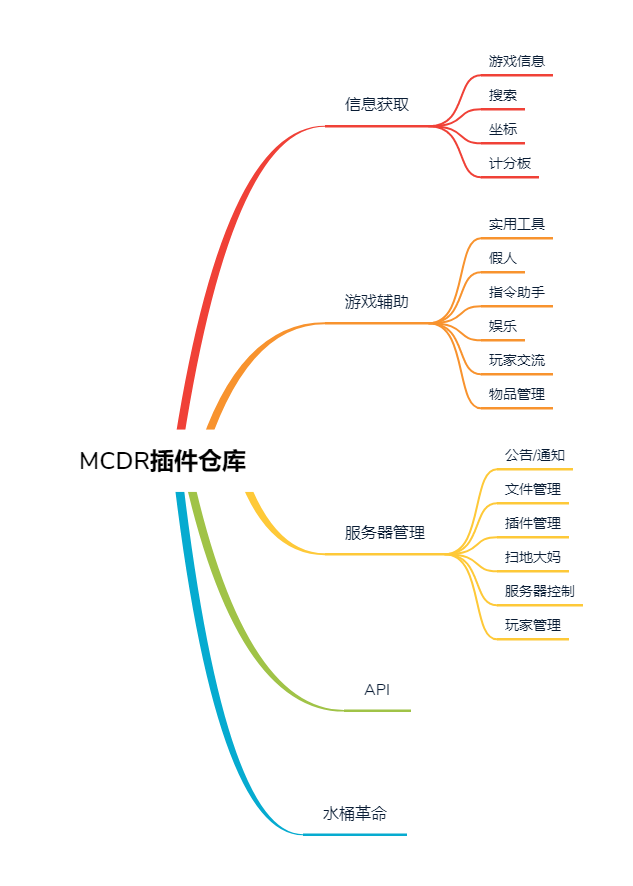 MCDR插件仓库
信息获取
游戏信息
搜索
坐标
计分板
游戏辅助
实用工具
假人
指令助手
娱乐
玩家交流
物品管理
服务器管理
公告/通知
文件管理
插件管理
扫地大妈
服务器控制
玩家管理
API
水桶革命